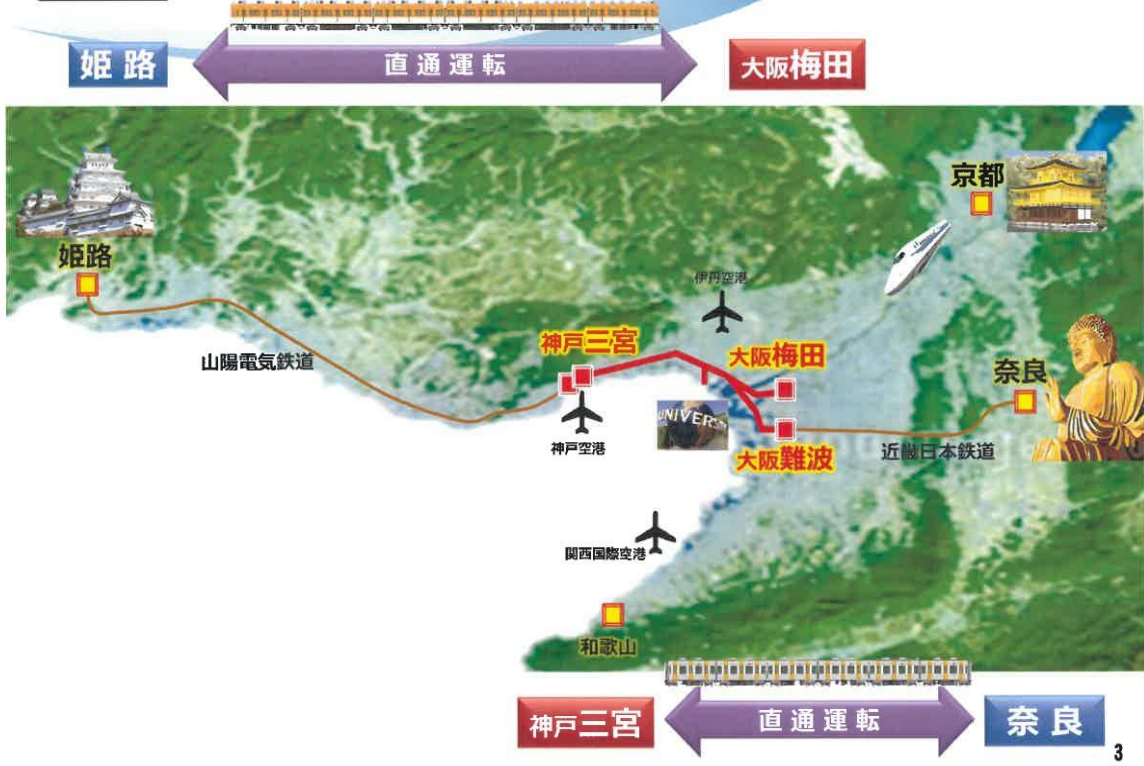 姫路
直通運転
大阪梅田
京都
姫路
伊丹空港
神戸三宮
大阪梅田
山陽電気鉄道
奈良
UNIVERS
神戸空港
近畿日本鉄道
大阪難波
関西国際空港
和歌山
神戸三宮
直通運転
奈良
3